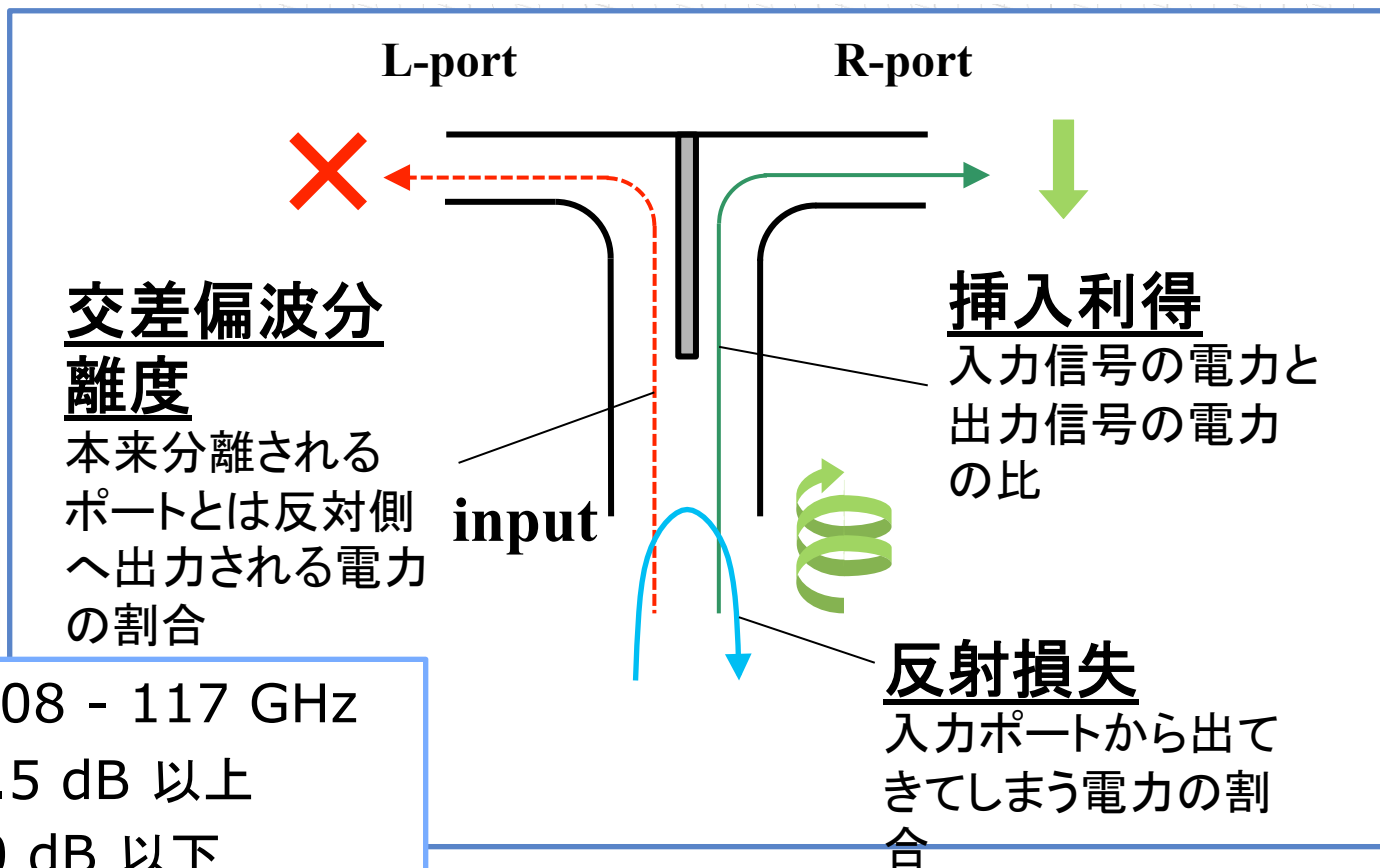 L-port
R-port
交差偏波分
離度
本来分離される
ポートとは反対側
へ出力される電力
の割合
input
挿入利得
入力信号の電力と
出力信号の電力
の比
反射損失
入力ポートから出て
きてしまう電力の割
合
08 - 117 GHz
.5 dB 以上
dB 以下